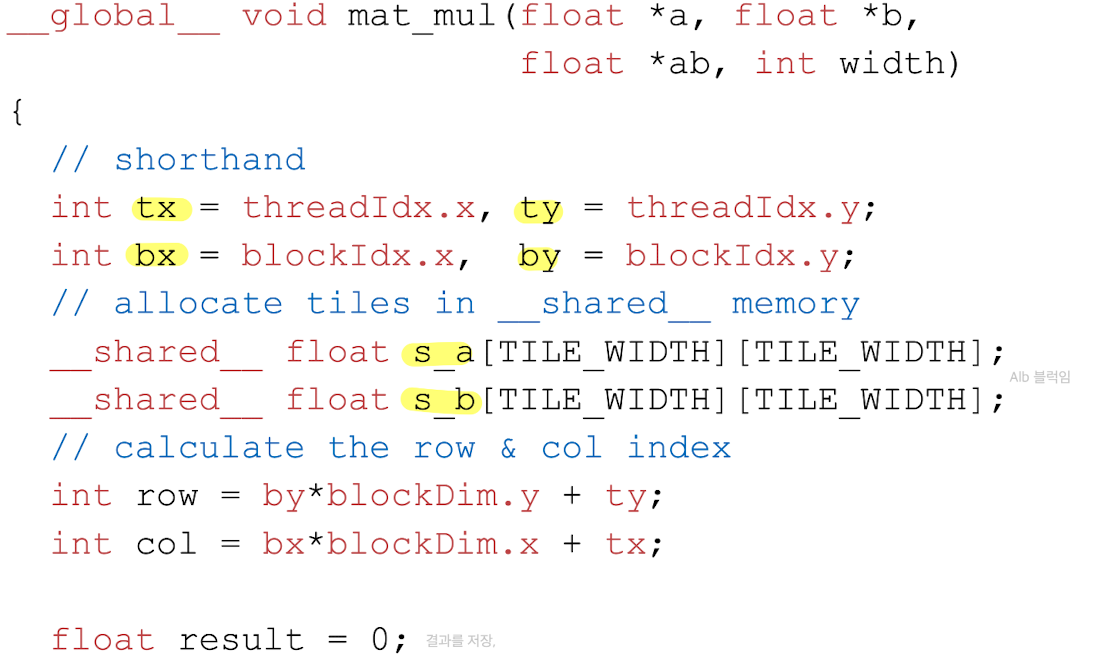 __global__ void mat_mul(float *a, float *b,
float *ab, int width)
{
// shorthand
int tx = threadIdx.x, ty = threadIdx.y;
int bx = blockIdx.x, by = blockIdx.y;
// allocate tiles in __shared__ memory
__shared__ float s_a[TILE_WIDTH][TILE_WIDTH];
Alb 블럭임
__shared__ float s_b[TILE_WIDTH][TILE_WIDTH];
// calculate the row & col index
int row = by*blockDim.y + ty;
int col = bx*blockDim.x + tx;
float result = 0; 결과를 저장,